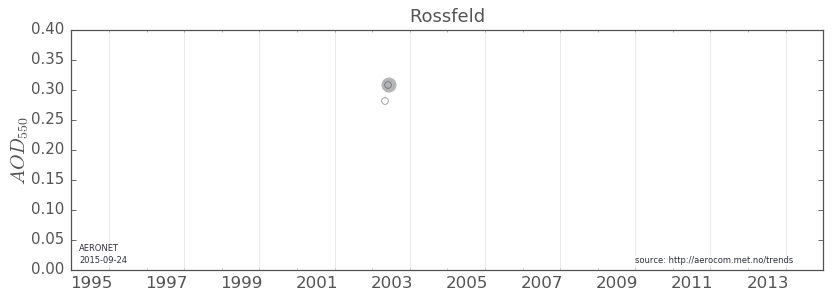 Rossfeld
0.40
0.35
0.30
0.25
0.20
0.15
0.10
0.05
0.00
AOD550
AERONET
2015-09-24
source: http://aerocom.met.no/trends
1995 1997 1999 2001 2003 2005 2007 2009 2011 2013